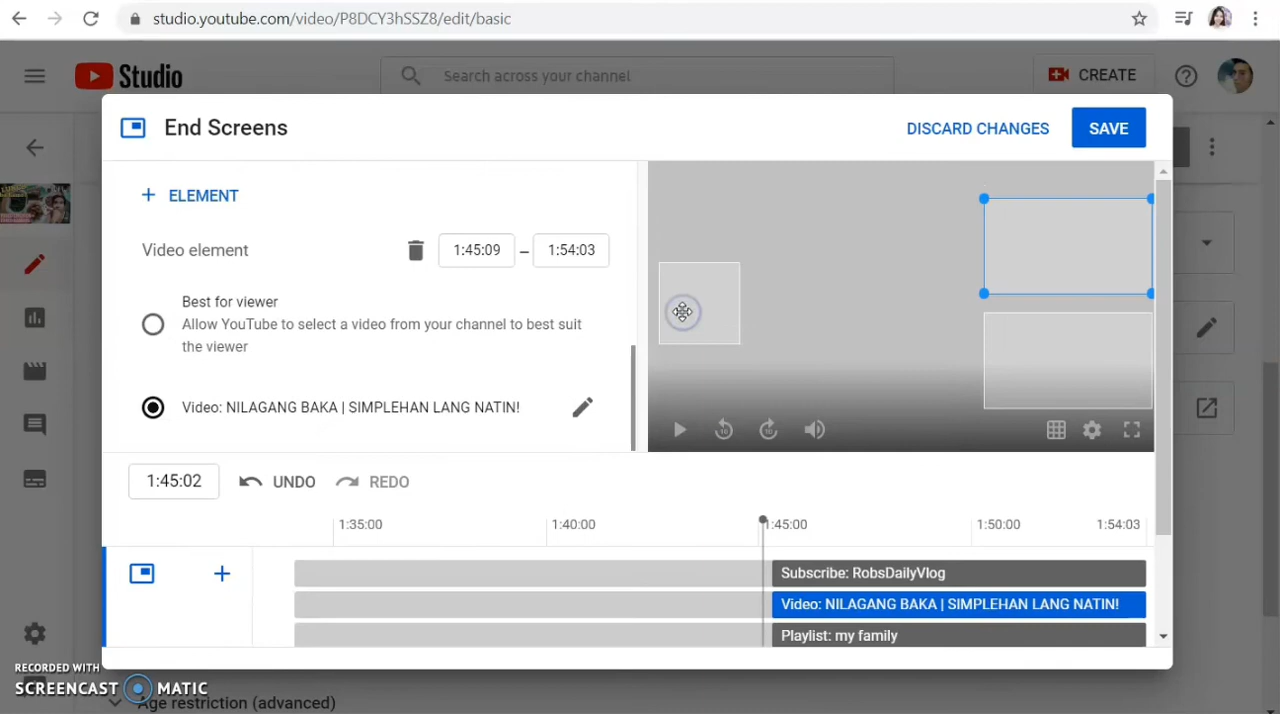 studio.youtube.com/video/P8DCY3hSSZ8/edit/basic
Studio
Search across your channel
CREATE
End Screens
DISCARD CHANGES
SAVE
+ ELEMENT
Video element
1:45:09 – 1:54:03
Best for viewer
Allow YouTube to select a video from your channel to best suit
the viewer
Video: NILAGANG BAKA | SIMPLEHAN LANG NATIN!
10
10
1:45:02
UNDO
REDO
1:35:00
1:40:00
1:45:00
1:50:00
1:54:03
Subscribe: RobsDailyVlog
Video: NILAGANG BAKA | SIMPLEHAN LANG NATIN!
Playlist: my family
RECORDED WITH
SCREENCAST MATIC
Age restriction (advanced)